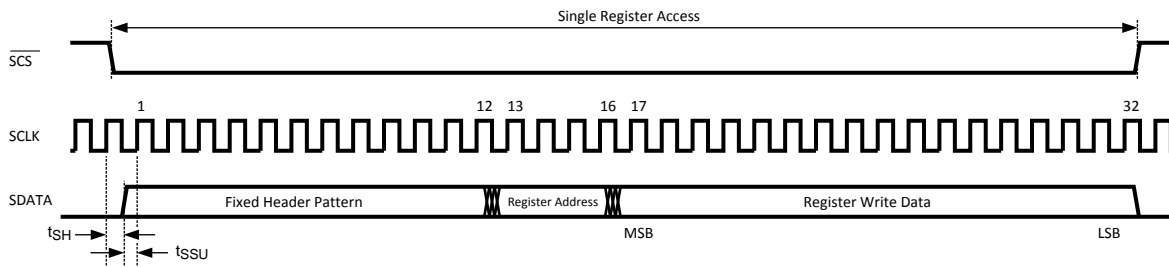 Single Register Access
SCS
1 12 13 16 17 32
SCLK
SDATA Fixed Header Pattern Register Address Register Write Data
tSH MSB LSB
tSSU